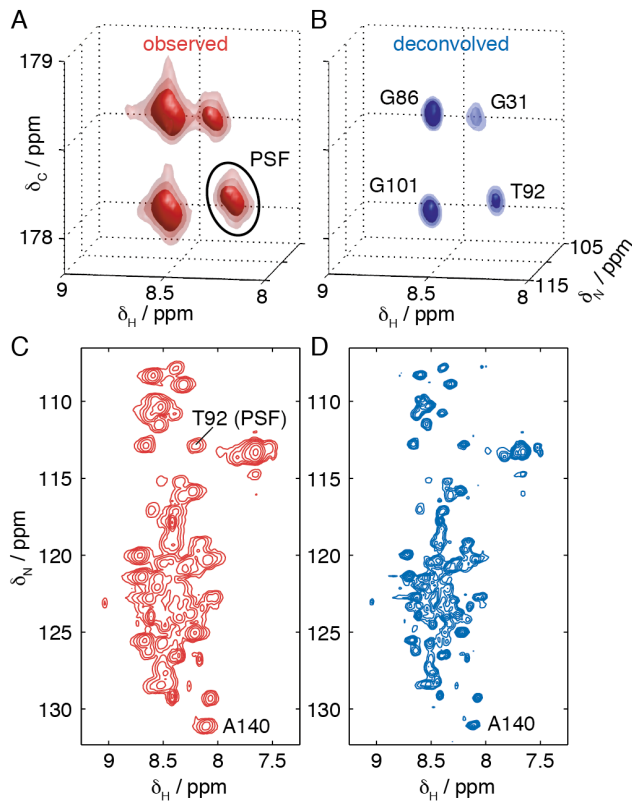 A
observed
179
δC / ppm
178
PSF
9
8.5
8
δH / ppm
B
deconvolved
G86
G31
G101
T92
105
115
δN / ppm
9
8.5
8
δH / ppm
C
110
115
120
125
130
δN / ppm
T92 (PSF)
A140
9
8.5
8
7.5
δH / ppm
D
110
115
120
125
130
A140
9
8.5
8
7.5
δH / ppm